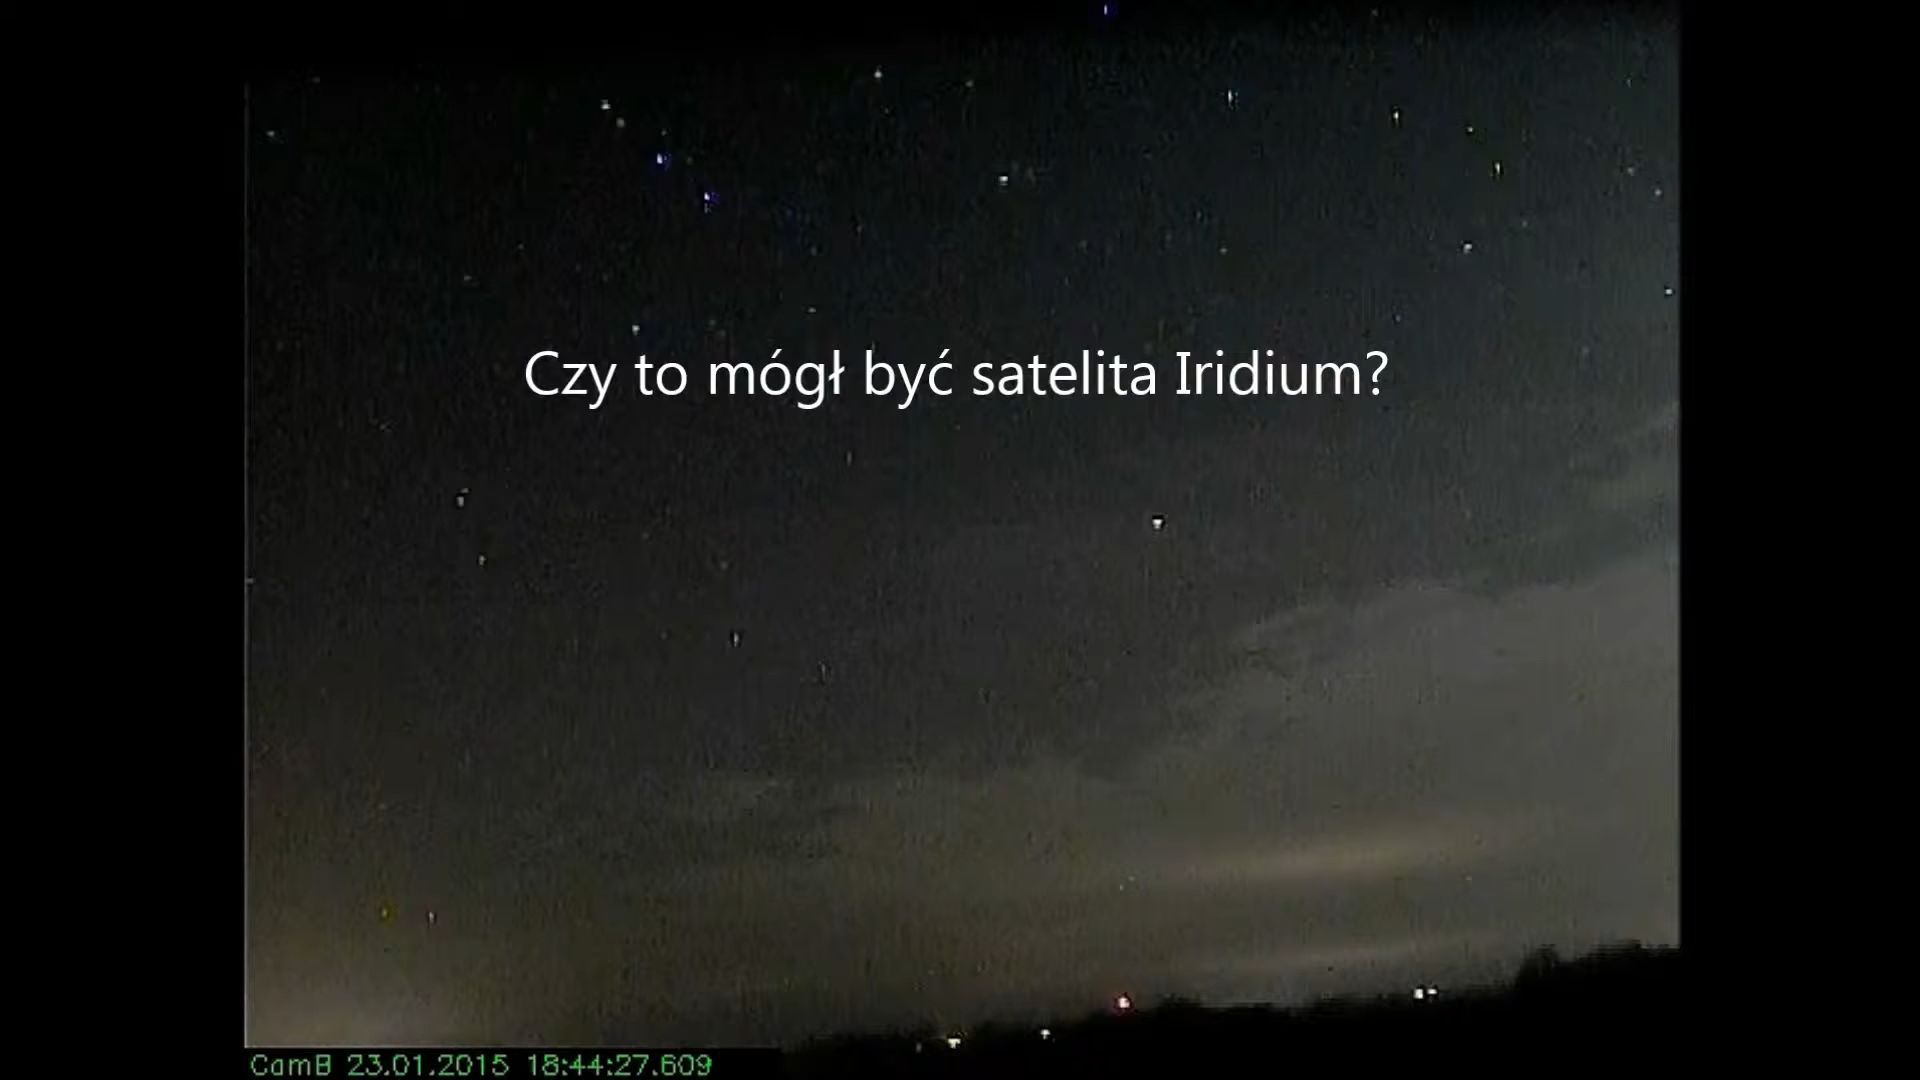 Czy to mógł być satelita Iridium?
CamB 23.01.2015 18:44:27.609